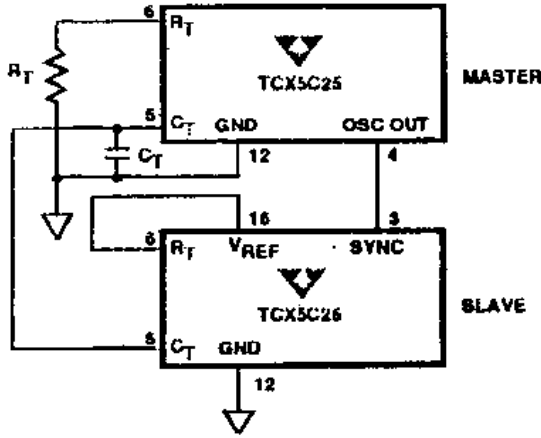 6
RT
RT
TCX5C25
MASTER
5
CT
GND
OSC OUT
CT
12
4
16
3
6
RT
VREF
SYNC
TCX5C26
SLAVE
5
CT
GND
12